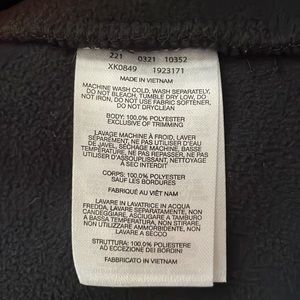 221 0321 10352
XK0849 1923171
MADE IN VIETNAM
MACHINE WASH COLD, WASH SEPARATELY,
DO NOT BLEACH, TUMBLE DRY LOW, DO
NOT IRON, DO NOT USE FABRIC SOFTENER,
DO NOT DRYCLEAN
BODY: 100.0% POLYESTER
EXCLUSIVE OF TRIMMING
LAVAGE MACHINE À FROID, LAVER
SÉPARÉMENT, NE PAS UTILISER D'EAU
DE JAVEL, SÉCHAGE MACHINE, BASSE
TEMPÉRATURE, NE PAS REPASSER, NE PAS
UTILISER D'ADOUCISSANT, NETTOYAGE
À SEC INTERDIT
CORPS: 100.0% POLYESTER
SAUF LES BORDURES
FABRIQUÉ AU VIÊT NAM
LAVARE IN LAVATRICE IN ACQUA
FREDDA, LAVARE SEPARATAMENTE, NON
CANDEGGIARE, ASCIUGARE A TAMBURO
A BASSA TEMPERATURA, NON STIRARE,
NON USARE AMMORBIDENTE, NON
LAVARE A SECCO
STRUTTURA: 100.0% POLIESTERE
AD ECCEZIONE DEI BORDINI
FABBRICATO IN VIETNAM